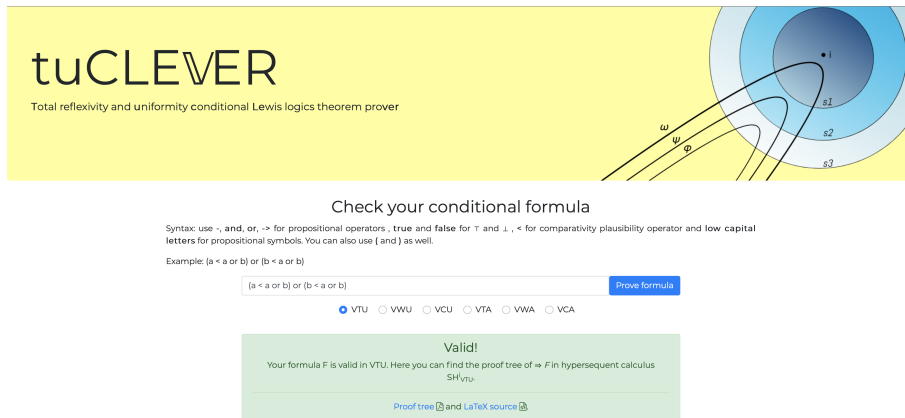 tuCLE𝕍ER
Total reflexivity and uniformity conditional Lewis logics theorem prover
i
s1
s2
s3
ω
Ψ
Φ
Check your conditional formula
Syntax: use -, and, or, -> for propositional operators , true and false for ⊤ and ⊥ , < for comparativity plausibility operator and low capital
letters for propositional symbols. You can also use ( and ) as well.
Example: (a < a or b) or (b < a or b)
(a < a or b) or (b < a or b)
Prove formula
VTU VWU VCU VTA VWA VCA
Valid!
Your formula F is valid in VTU. Here you can find the proof tree of ⇒ F in hypersequent calculus
SHⁱVTU.
Proof tree and LaTeX source